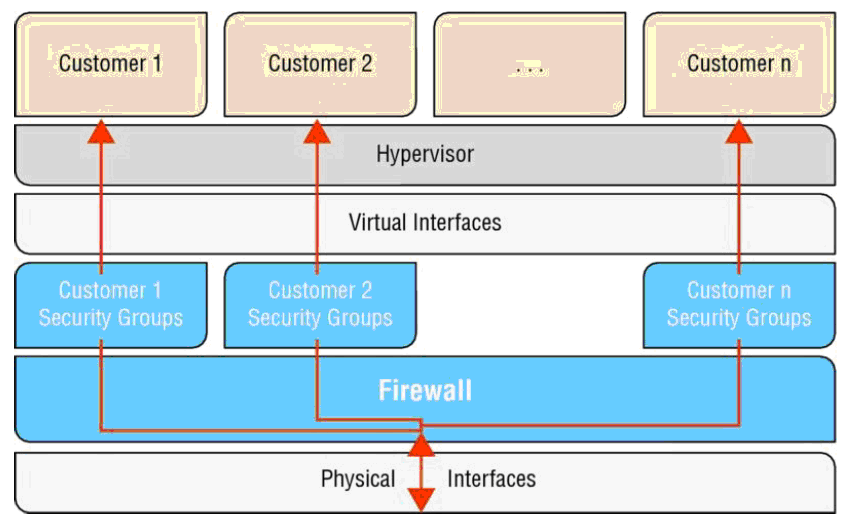 Customer 1
Customer 2
. . .
Customer n
Hypervisor
Virtual Interfaces
Customer 1
Security Groups
Customer 2
Security Groups
Customer n
Security Groups
Firewall
Physical Interfaces